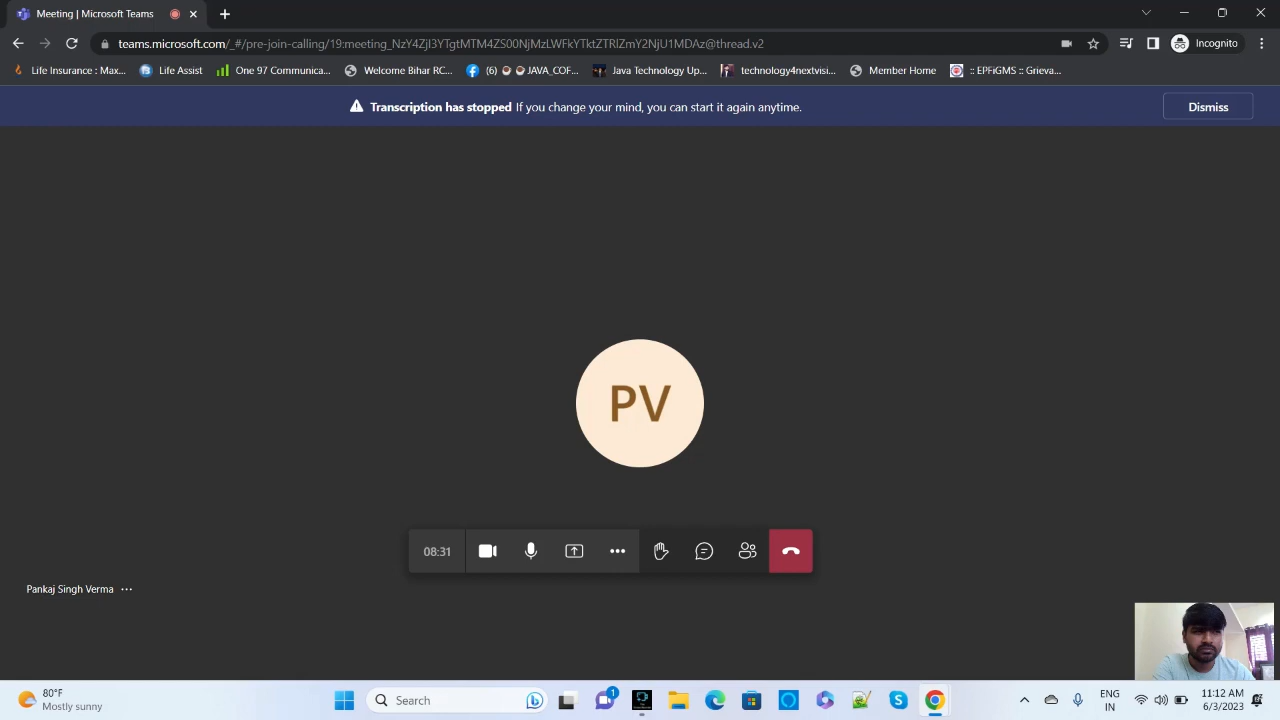 Meeting | Microsoft Teams
teams.microsoft.com/_#/pre-join-calling/19:meeting_NzY4ZjI3YTgtMTM4ZS00NjMzLWFkYTktZTRlZmY2NjU1MDAz@thread.v2
Incognito
Life Insurance : Max... Life Assist One 97 Communica... Welcome Bihar RC... (6) JAVA_COF... Java Technology Up... technology4nextvisi... Member Home :: EPFiGMS :: Grieva...
Transcription has stopped If you change your mind, you can start it again anytime. Dismiss
PV
08:31
Pankaj Singh Verma
80°F
Mostly sunny
Search
1
ENG
IN
11:12 AM
6/3/2023